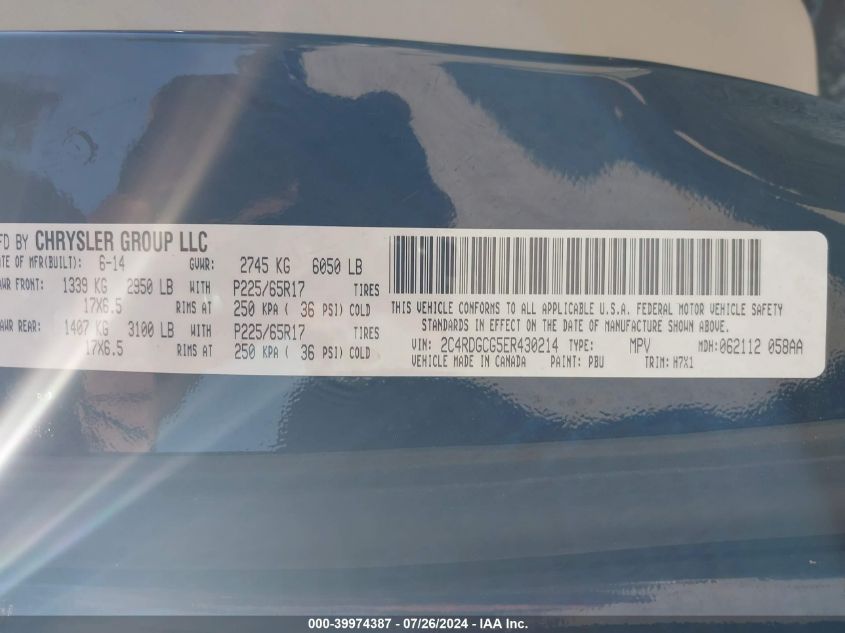 FD BY CHRYSLER GROUP LLC
ATE OF MFR(BUILT): 6-14 GVWR: 2745 KG 6050 LB
AWR FRONT: 1339 KG 2950 LB WITH P225/65R17 TIRES
17X6.5 RIMS AT 250 KPA ( 36 PSI) COLD
AWR REAR: 1407 KG 3100 LB WITH P225/65R17 TIRES
17X6.5 RIMS AT 250 KPA ( 36 PSI) COLD
THIS VEHICLE CONFORMS TO ALL APPLICABLE U.S.A. FEDERAL MOTOR VEHICLE SAFETY
STANDARDS IN EFFECT ON THE DATE OF MANUFACTURE SHOWN ABOVE.
VIN: 2C4RDGCG5ER430214 TYPE: MPV MDH:062112 058AA
VEHICLE MADE IN CANADA PAINT: PBU TRIM: H7X1
000-39974387 - 07/26/2024 - IAA Inc.